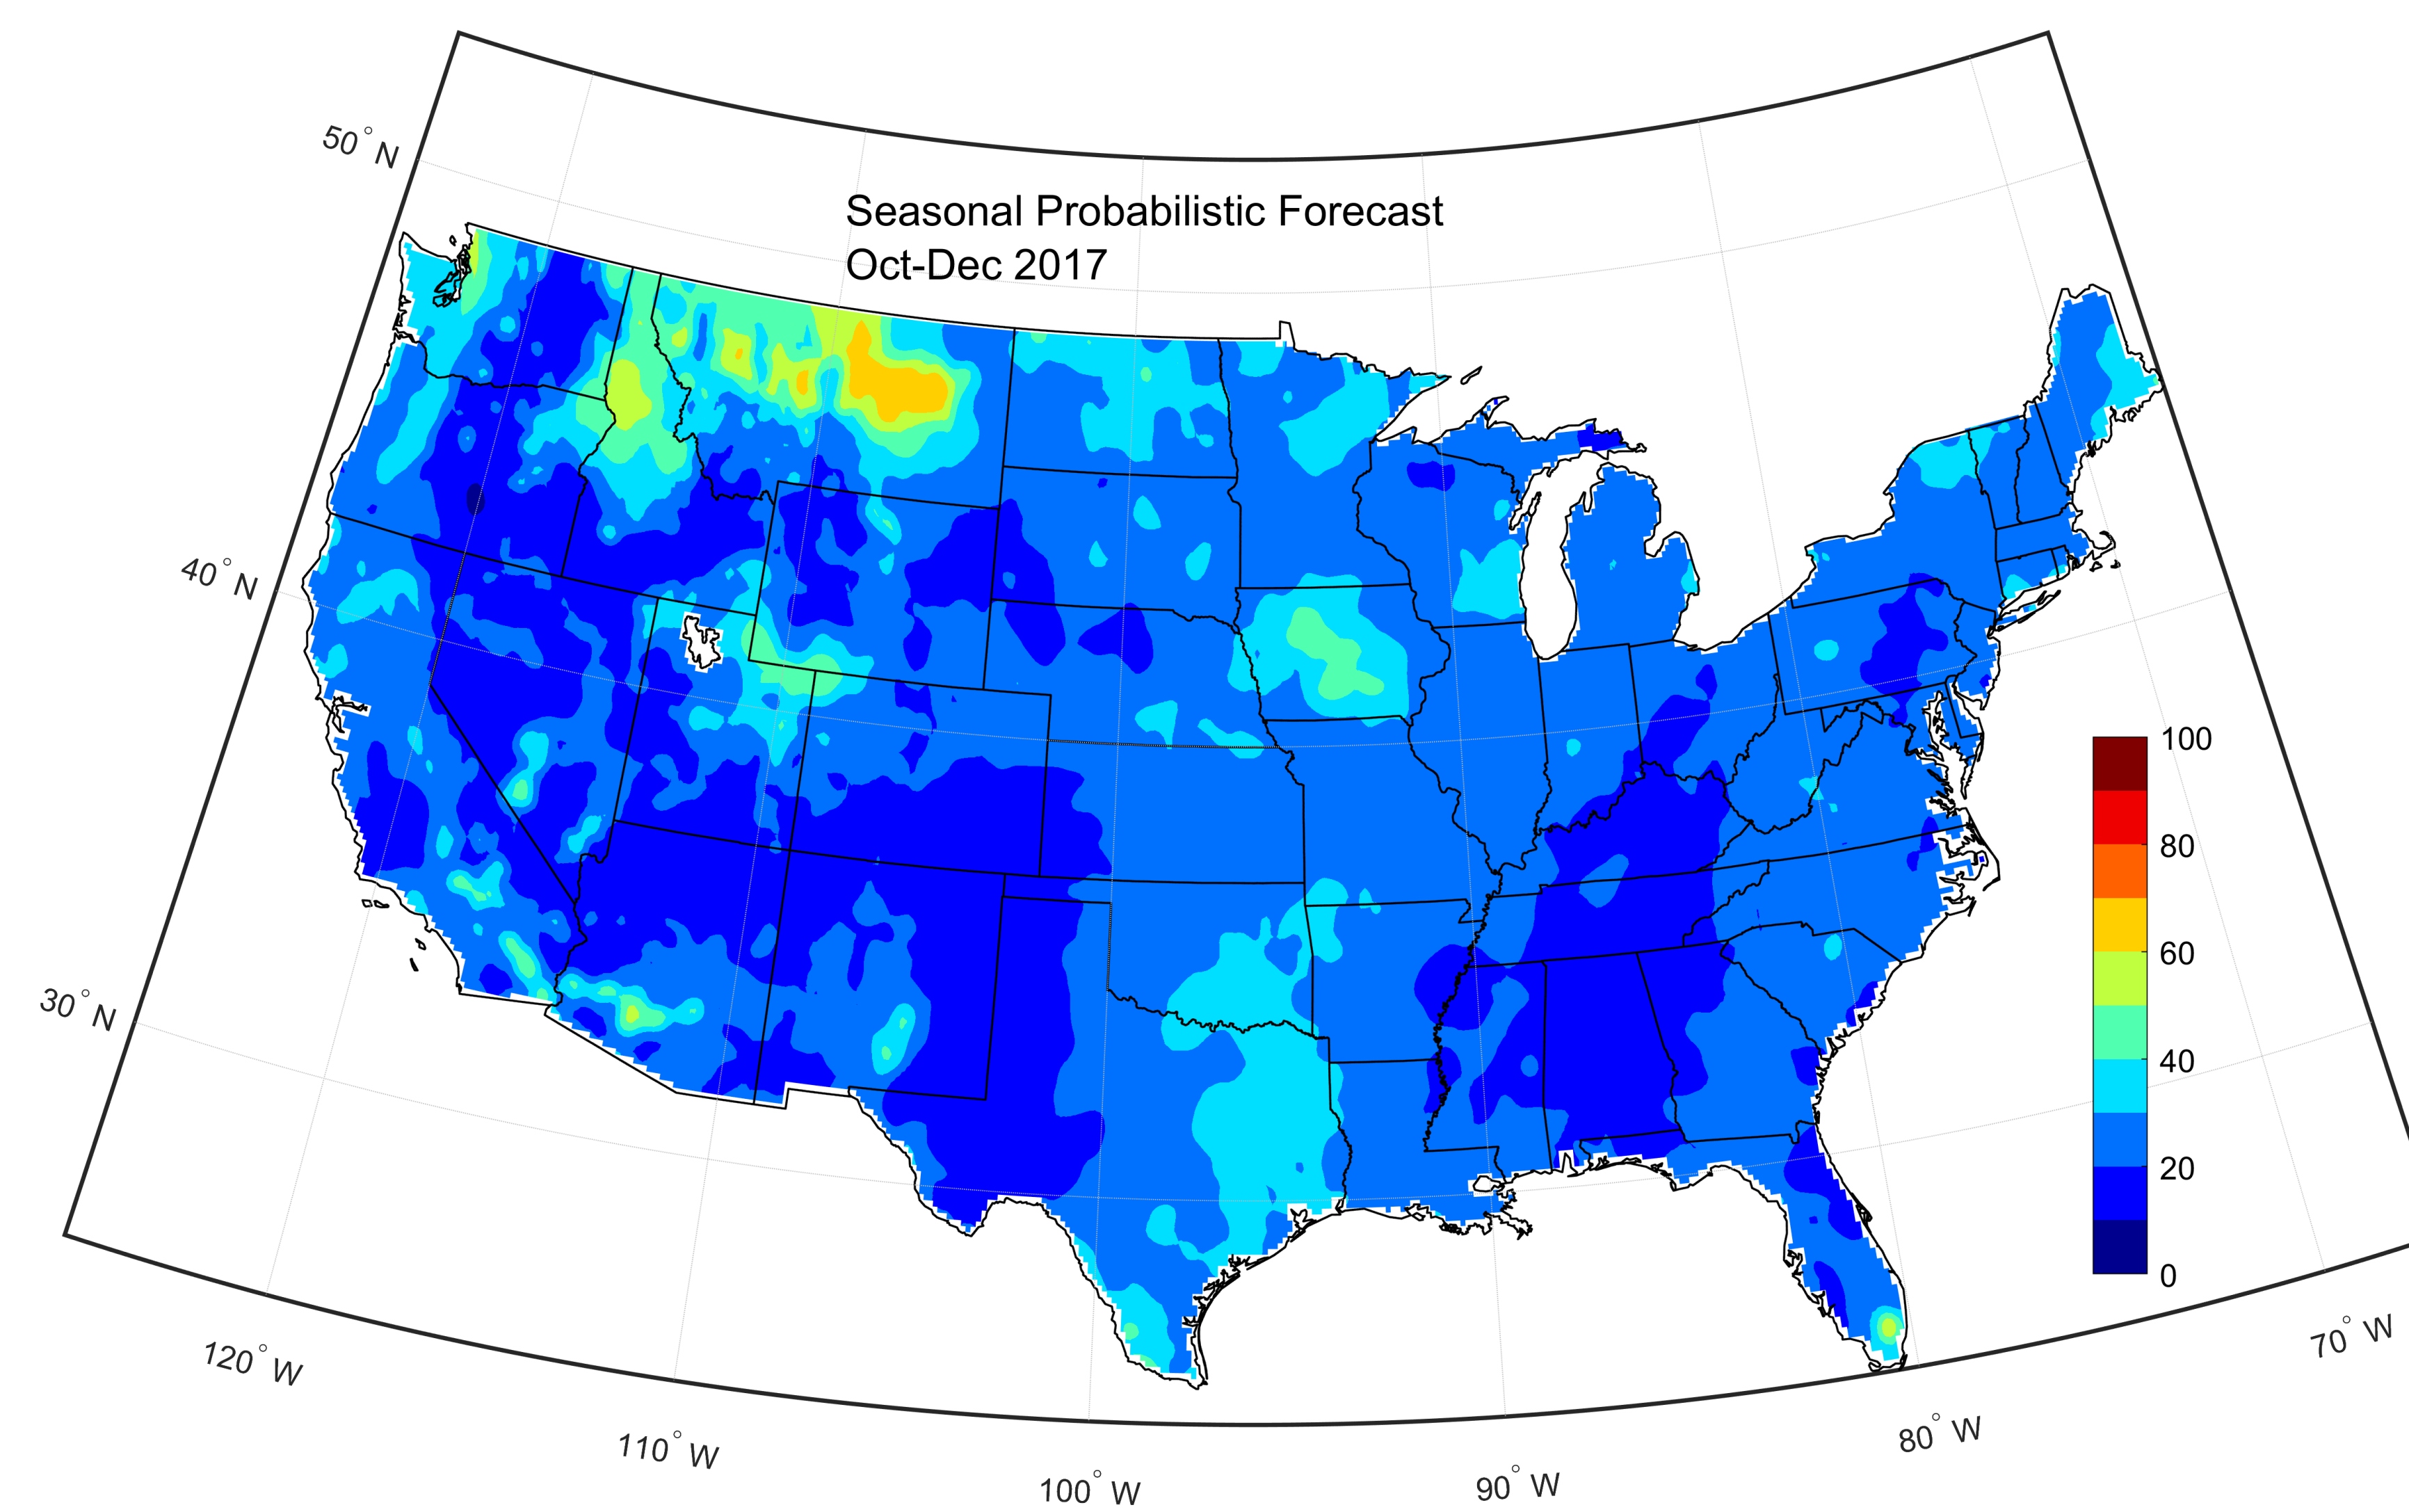 Seasonal Probabilistic Forecast
Oct-Dec 2017
50° N
40° N
30° N
120° W
110° W
100° W
90° W
80° W
70° W
100
80
60
40
20
0